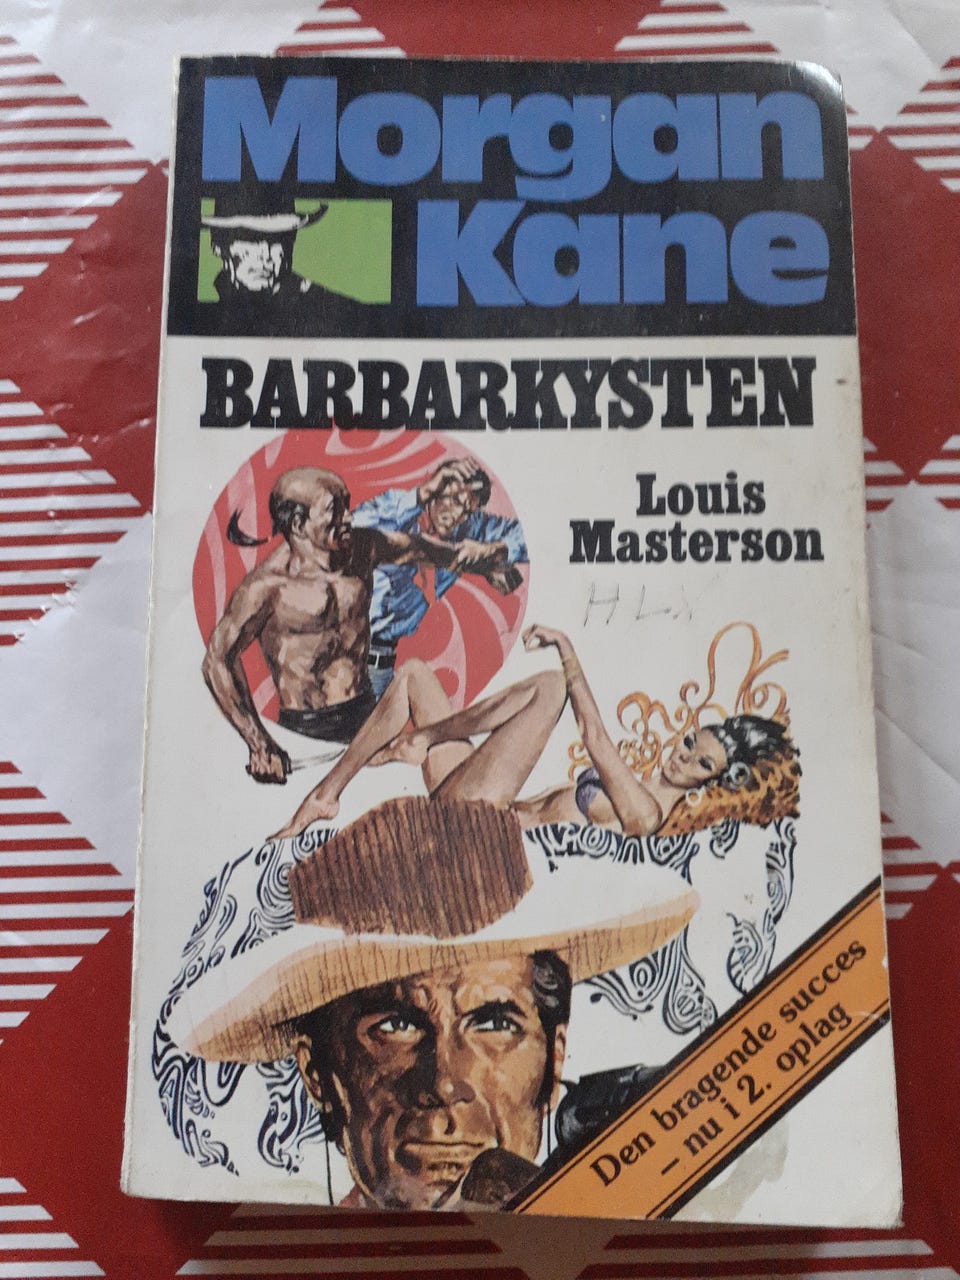 Morgan
Kane
BARBARKYSTEN
Louis
Masterson
Den bragende succes
– nu i 2. oplag